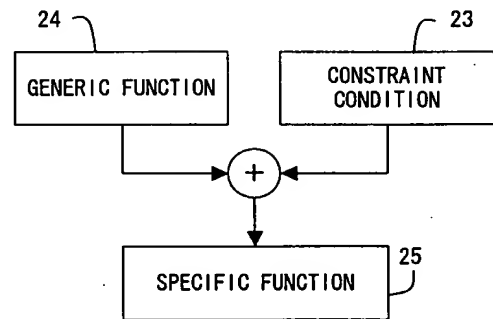 24
23
GENERIC FUNCTION
CONSTRAINT
CONDITION
+
25
SPECIFIC FUNCTION